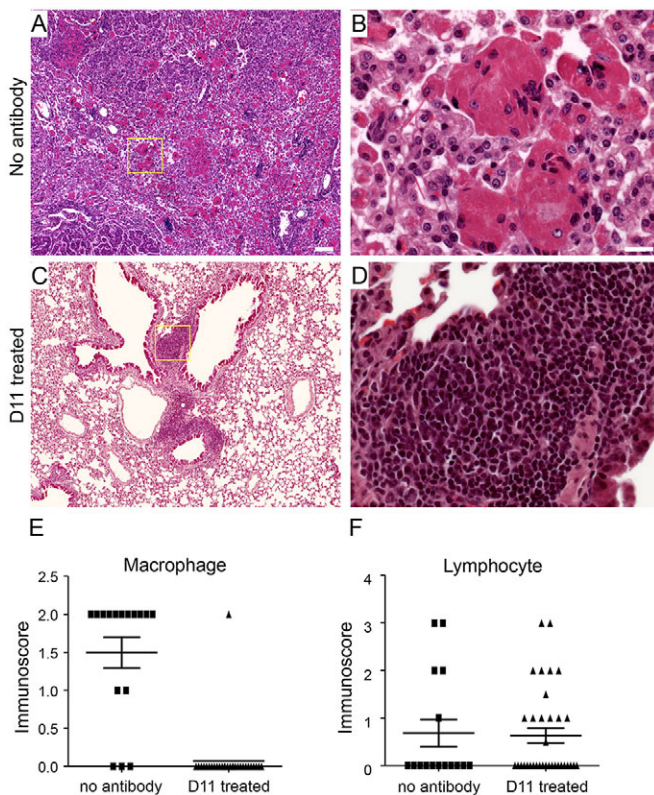 A
B
No antibody
C
D
D11 treated
E
F
Macrophage
Lymphocyte
Immunoscore
2.5
2.0
1.5
1.0
0.5
0.0
no antibody
D11 treated
Immunoscore
4
3
2
1
0
no antibody
D11 treated